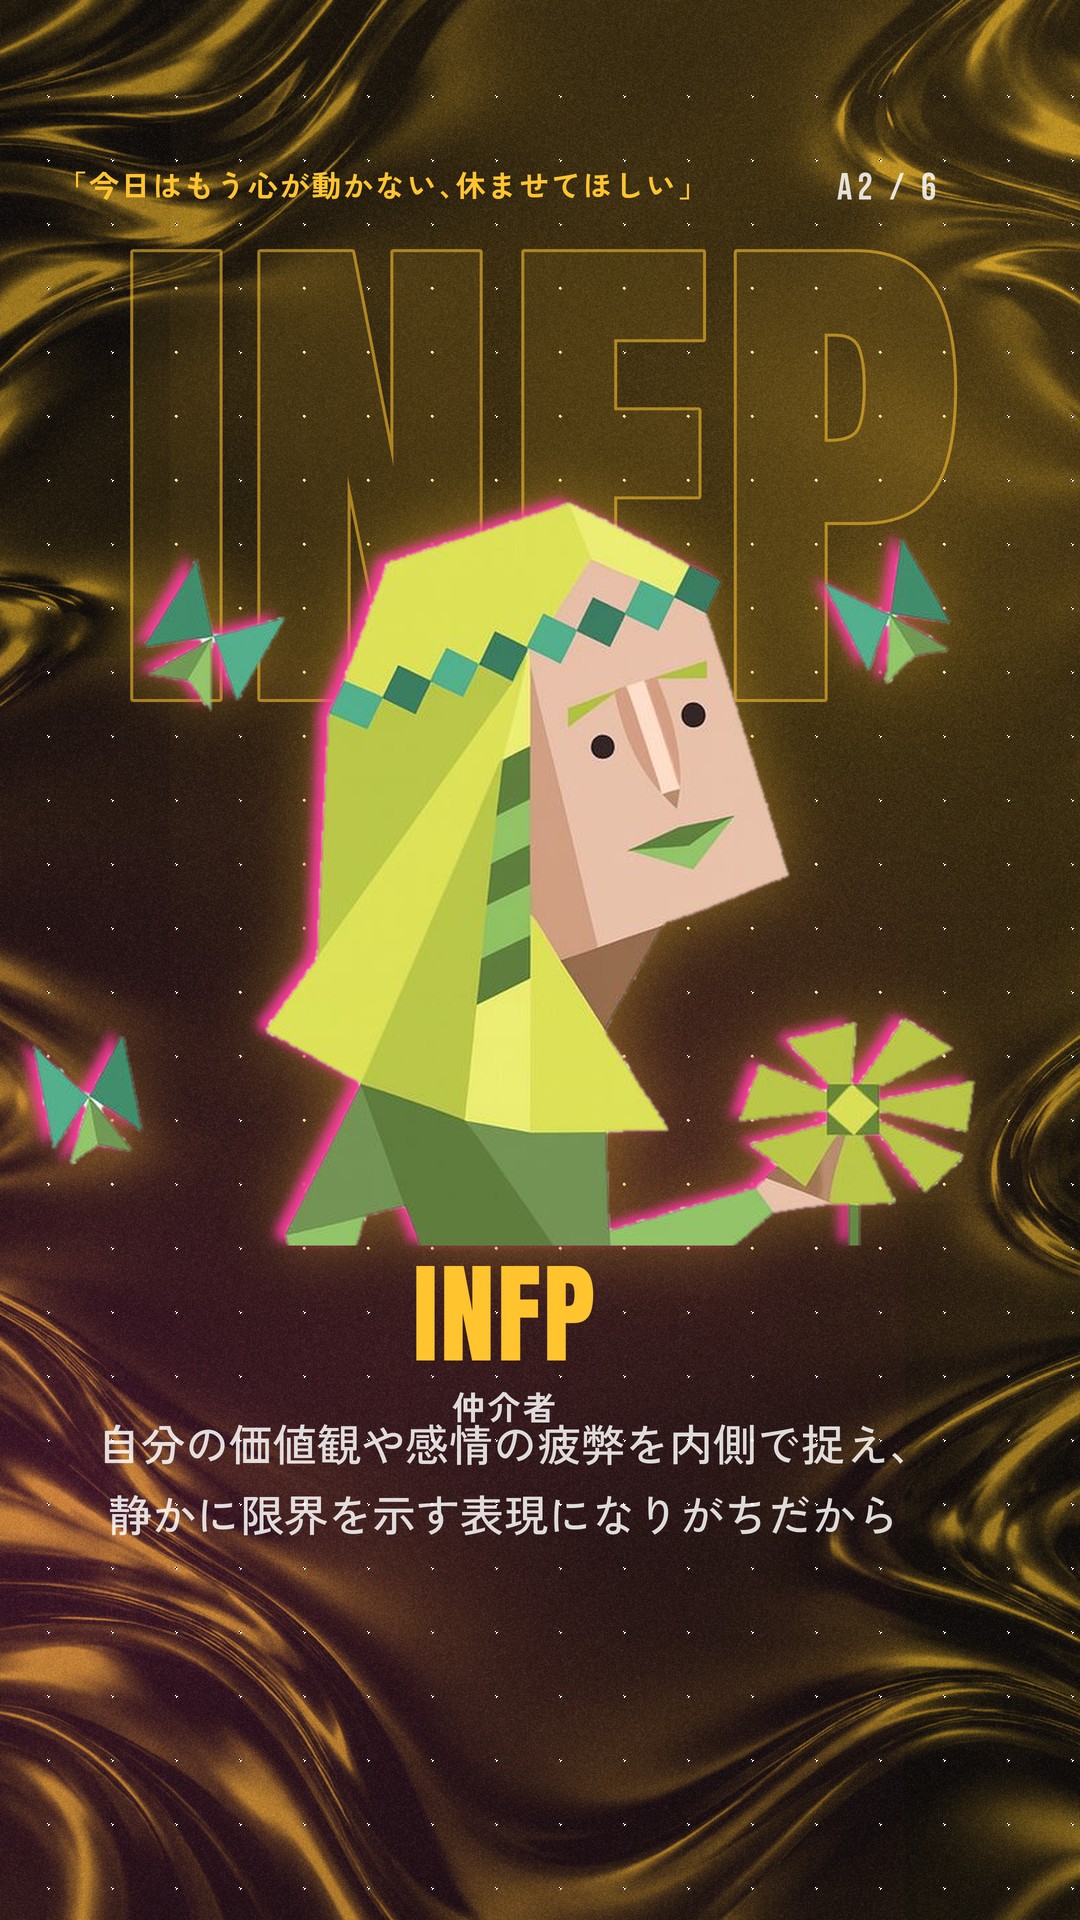 「今日はもう心が動かない、休ませてほしい」
A2 / 6
INFP
INFP
仲介者
自分の価値観や感情の疲弊を内側で捉え、
静かに限界を示す表現になりがちだから